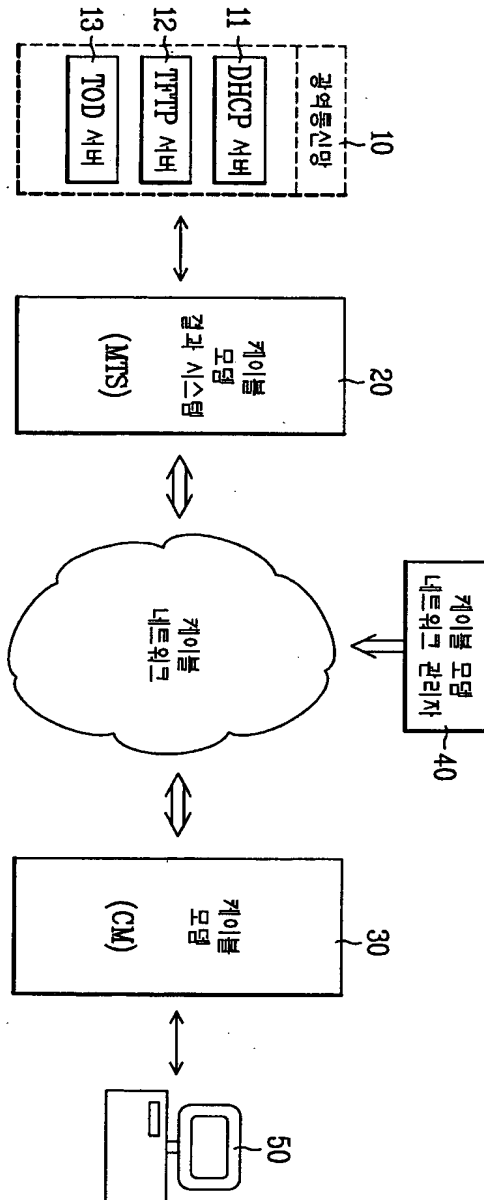 케이블 모뎀
네트워크 관리자
40
10
광역통신망
11
DHCP 서버
12
TFTP 서버
13
TOD 서버
20
케이블
모뎀
결과 시스템
(MTS)
케이블
네트워크
30
케이블
모뎀
(CM)
50